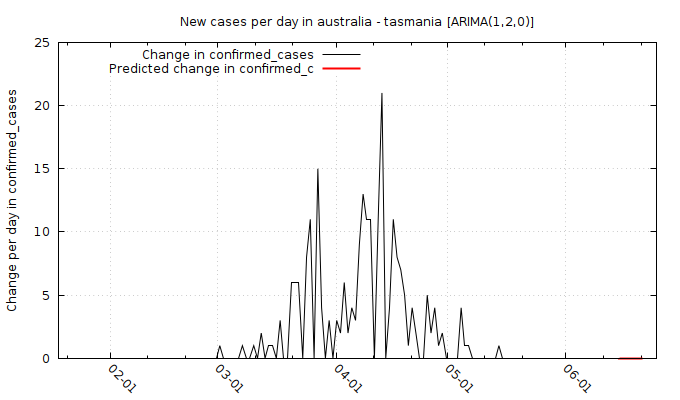 New cases per day in australia - tasmania [ARIMA(1,2,0)]
Change in confirmed_cases
Predicted change in confirmed_c
Change per day in confirmed_cases
25
20
15
10
5
0
02-01
03-01
04-01
05-01
06-01